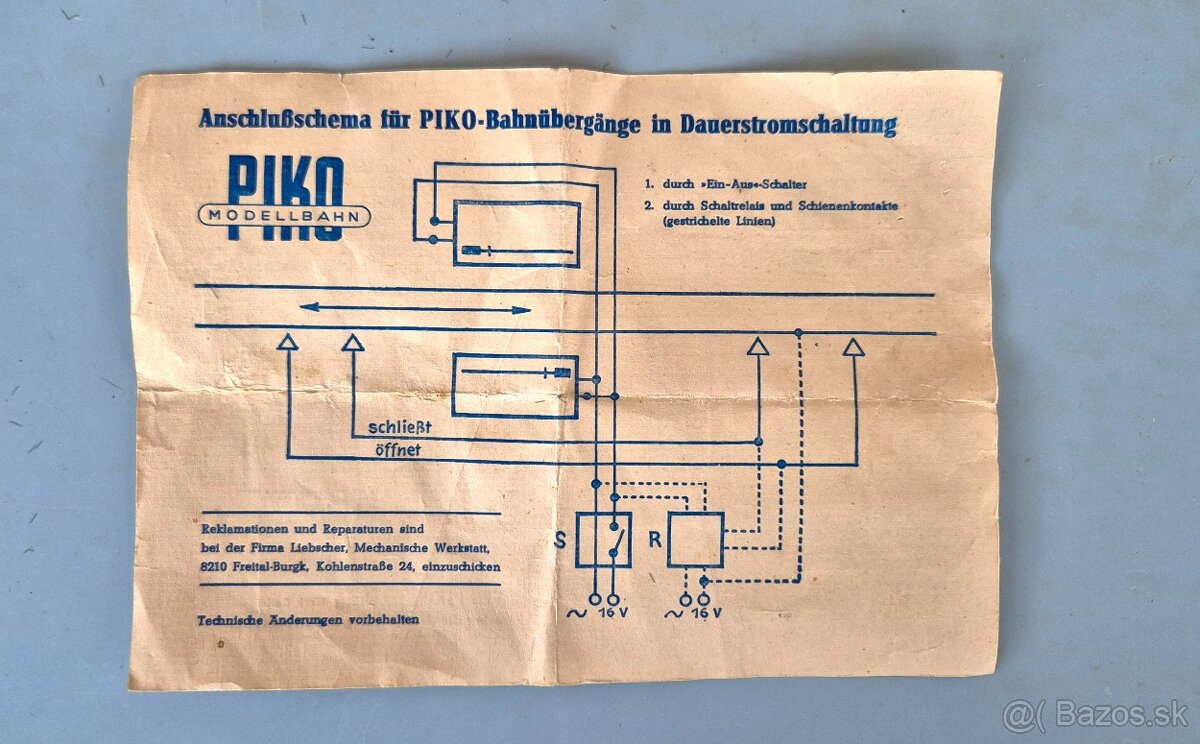 Anschlußschema für PIKO-Bahnübergänge in Dauerstromschaltung
PIKO
MODELLBAHN
1. durch »Ein-Aus«-Schalter
2. durch Schaltrelais und Schienenkontakte
(gestrichelte Linien)
schließt
öffnet
Reklamationen und Reparaturen sind
bei der Firma Liebscher, Mechanische Werkstatt,
8210 Freital-Burgk, Kohlenstraße 24, einzuschicken
S
R
~ 16 V
~ 16 V
Technische Änderungen vorbehalten
@( Bazos.sk